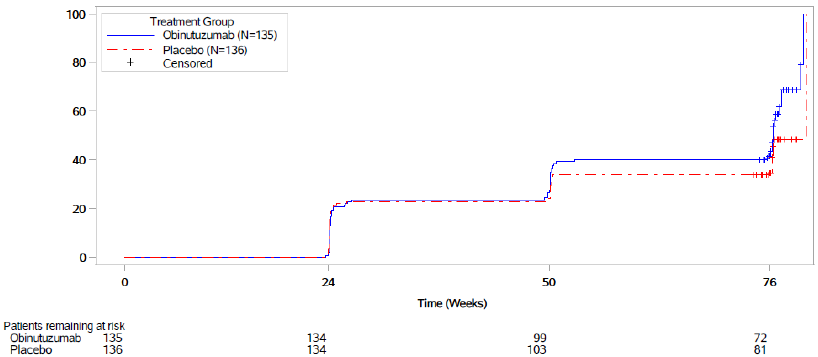 100
80
60
40
20
0
Treatment Group
Obinutuzumab (N=135)
Placebo (N=136)
Censored
0 24 50 76
Time (Weeks)
Patients remaining at risk
Obinutuzumab 135 134 99 72
Placebo 136 134 103 81